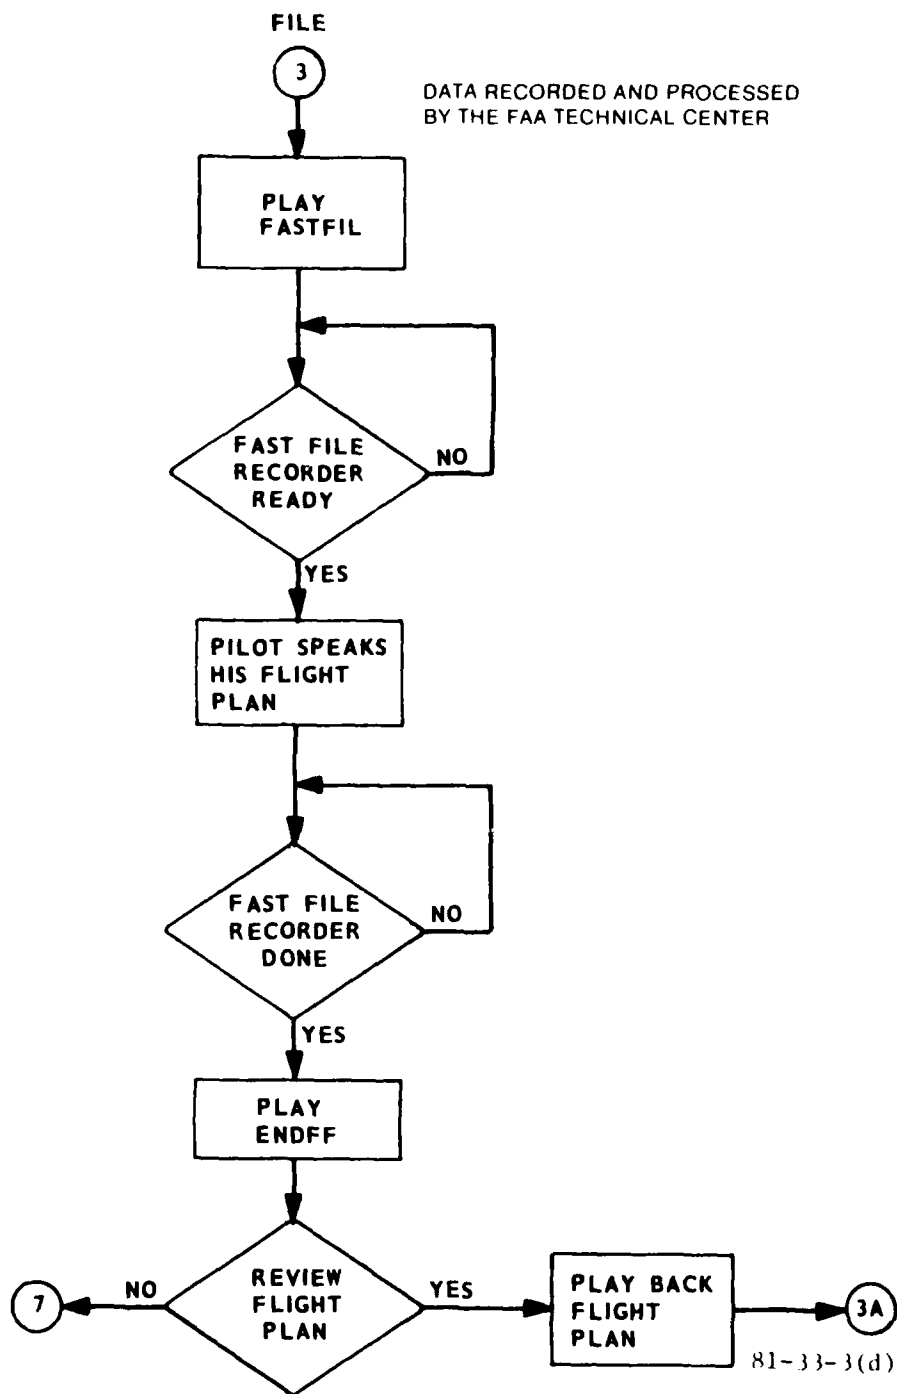 FILE
3
DATA RECORDED AND PROCESSED
BY THE FAA TECHNICAL CENTER
PLAY
FASTFIL
FAST FILE
RECORDER
READY
NO
YES
PILOT SPEAKS
HIS FLIGHT
PLAN
FAST FILE
RECORDER
DONE
NO
YES
PLAY
ENDFF
REVIEW
FLIGHT
PLAN
NO
7
YES
PLAY BACK
FLIGHT
PLAN
3A
81-33-3(d)